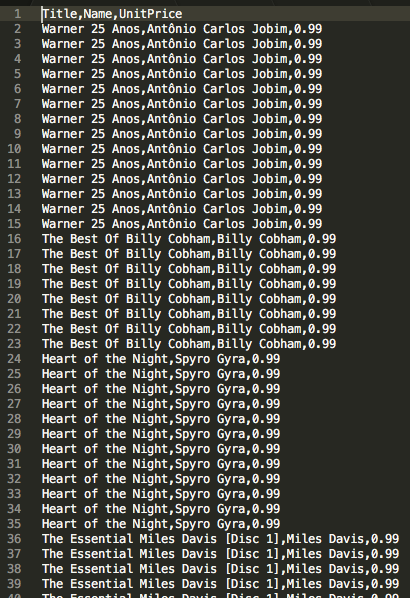 1 Title,Name,UnitPrice
2 Warner 25 Anos,Antônio Carlos Jobim,0.99
3 Warner 25 Anos,Antônio Carlos Jobim,0.99
4 Warner 25 Anos,Antônio Carlos Jobim,0.99
5 Warner 25 Anos,Antônio Carlos Jobim,0.99
6 Warner 25 Anos,Antônio Carlos Jobim,0.99
7 Warner 25 Anos,Antônio Carlos Jobim,0.99
8 Warner 25 Anos,Antônio Carlos Jobim,0.99
9 Warner 25 Anos,Antônio Carlos Jobim,0.99
10 Warner 25 Anos,Antônio Carlos Jobim,0.99
11 Warner 25 Anos,Antônio Carlos Jobim,0.99
12 Warner 25 Anos,Antônio Carlos Jobim,0.99
13 Warner 25 Anos,Antônio Carlos Jobim,0.99
14 Warner 25 Anos,Antônio Carlos Jobim,0.99
15 Warner 25 Anos,Antônio Carlos Jobim,0.99
16 The Best Of Billy Cobham,Billy Cobham,0.99
17 The Best Of Billy Cobham,Billy Cobham,0.99
18 The Best Of Billy Cobham,Billy Cobham,0.99
19 The Best Of Billy Cobham,Billy Cobham,0.99
20 The Best Of Billy Cobham,Billy Cobham,0.99
21 The Best Of Billy Cobham,Billy Cobham,0.99
22 The Best Of Billy Cobham,Billy Cobham,0.99
23 The Best Of Billy Cobham,Billy Cobham,0.99
24 Heart of the Night,Spyro Gyra,0.99
25 Heart of the Night,Spyro Gyra,0.99
26 Heart of the Night,Spyro Gyra,0.99
27 Heart of the Night,Spyro Gyra,0.99
28 Heart of the Night,Spyro Gyra,0.99
29 Heart of the Night,Spyro Gyra,0.99
30 Heart of the Night,Spyro Gyra,0.99
31 Heart of the Night,Spyro Gyra,0.99
32 Heart of the Night,Spyro Gyra,0.99
33 Heart of the Night,Spyro Gyra,0.99
34 Heart of the Night,Spyro Gyra,0.99
35 Heart of the Night,Spyro Gyra,0.99
36 The Essential Miles Davis [Disc 1],Miles Davis,0.99
37 The Essential Miles Davis [Disc 1],Miles Davis,0.99
38 The Essential Miles Davis [Disc 1],Miles Davis,0.99
39 The Essential Miles Davis [Disc 1],Miles Davis,0.99
40 The Essential Miles Davis [Disc 1],Miles Davis,0.99